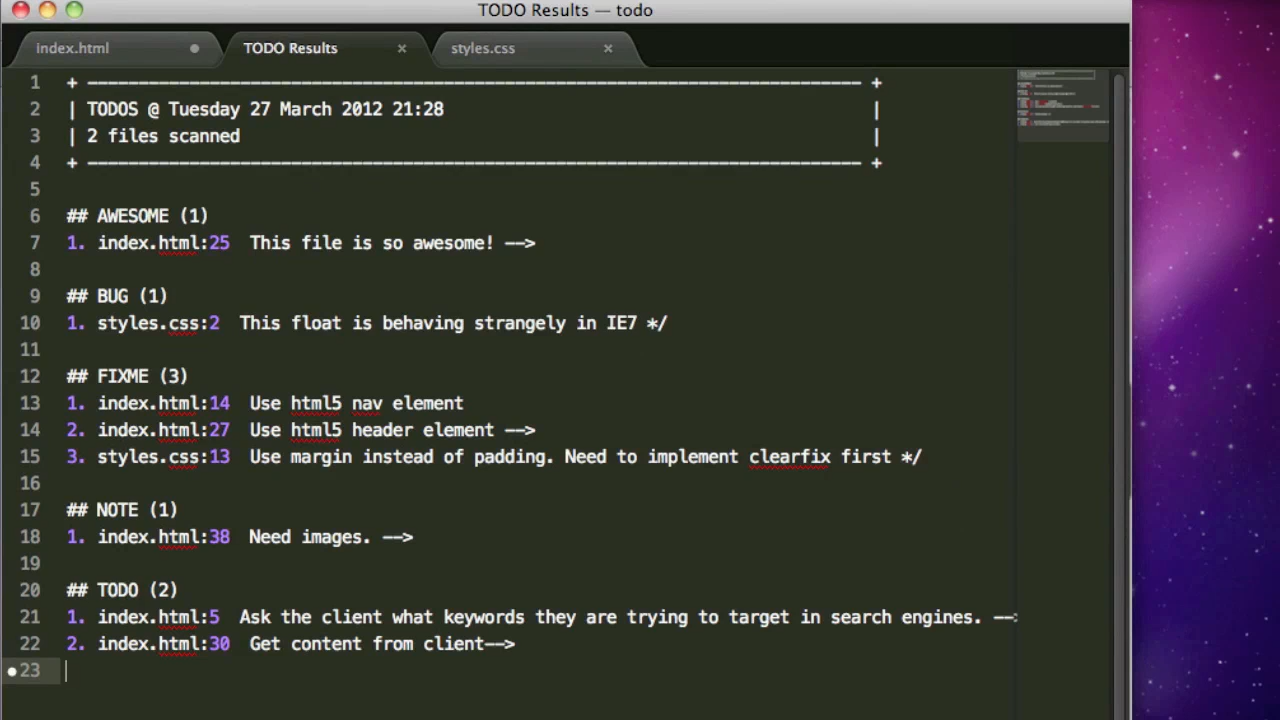 TODO Results — todo
index.html
TODO Results
styles.css
1 + ———————————————————————————————————————— +
2 | TODOS @ Tuesday 27 March 2012 21:28 |
3 | 2 files scanned |
4 + ———————————————————————————————————————— +
5
6 ## AWESOME (1)
7 1. index.html:25 This file is so awesome! -->
8
9 ## BUG (1)
10 1. styles.css:2 This float is behaving strangely in IE7 */
11
12 ## FIXME (3)
13 1. index.html:14 Use html5 nav element
14 2. index.html:27 Use html5 header element -->
15 3. styles.css:13 Use margin instead of padding. Need to implement clearfix first */
16
17 ## NOTE (1)
18 1. index.html:38 Need images. -->
19
20 ## TODO (2)
21 1. index.html:5 Ask the client what keywords they are trying to target in search engines. -->
22 2. index.html:30 Get content from client-->
23